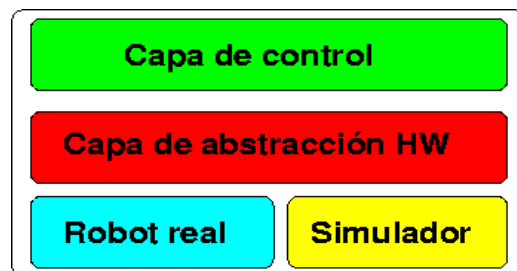 Capa de control
Capa de abstracción HW
Robot real
Simulador